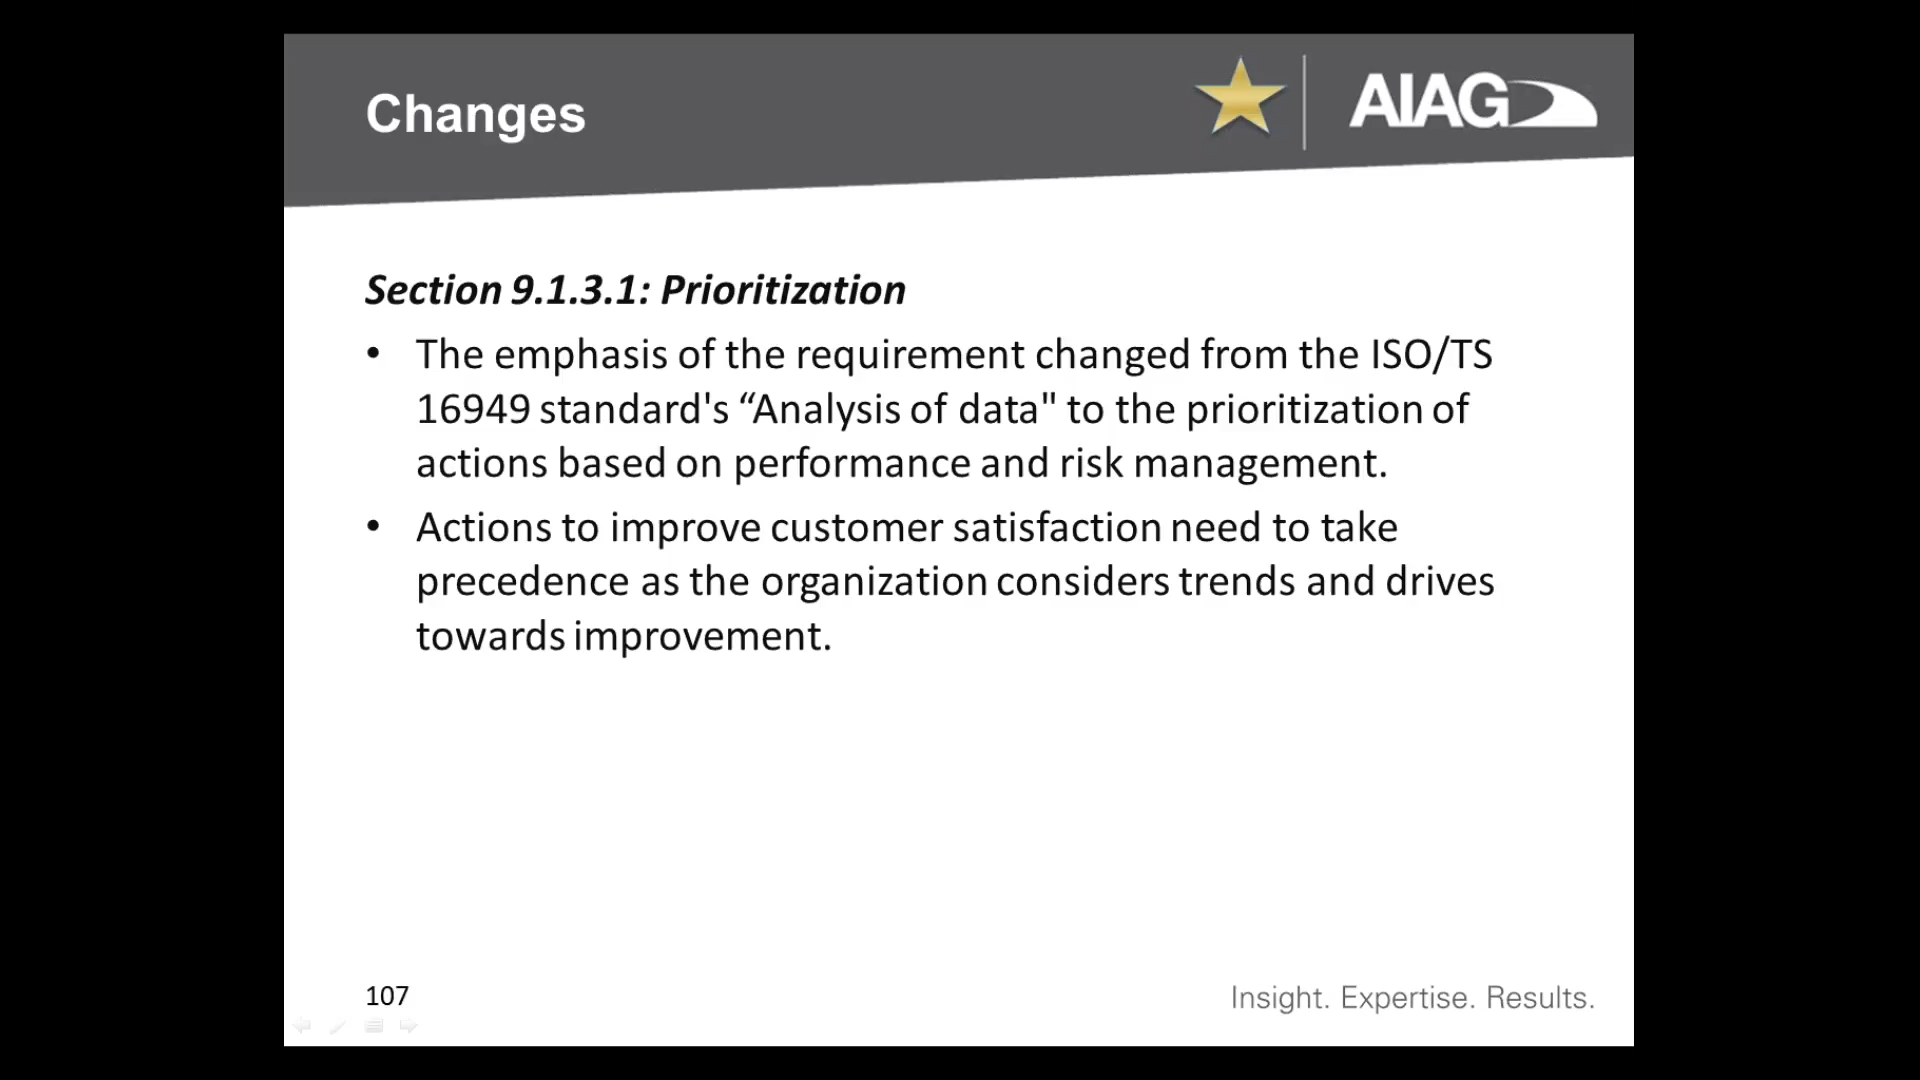 Changes
AIAG
Section 9.1.3.1: Prioritization
• The emphasis of the requirement changed from the ISO/TS
16949 standard's “Analysis of data" to the prioritization of
actions based on performance and risk management.
• Actions to improve customer satisfaction need to take
precedence as the organization considers trends and drives
towards improvement.
107
Insight. Expertise. Results.